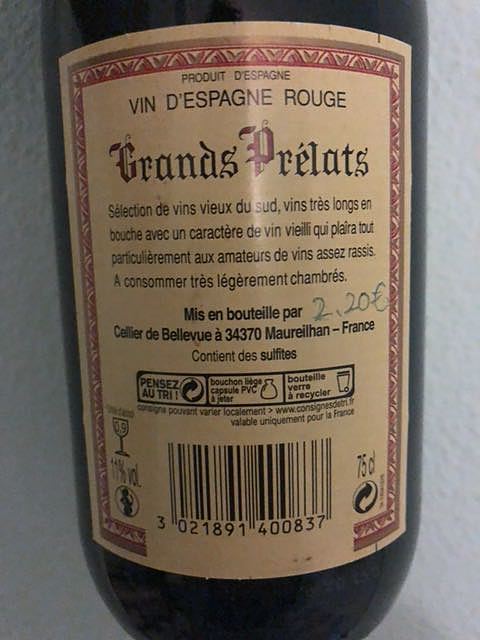 PRODUIT D'ESPAGNE
VIN D'ESPAGNE ROUGE
Grands Prélats
Sélection de vins vieux du sud, vins très longs en
bouche avec un caractère de vin vieilli qui plaîra tout
particulièrement aux amateurs de vins assez rassis.
A consommer très légèrement chambrés.
Mis en bouteille par 2.20€
Cellier de Bellevue à 34370 Maureilhan – France
Contient des sulfites
PENSEZ
AU TRI !
bouchon liège
capsule PVC
à jeter
bouteille
verre
à recycler
consigne pouvant varier localement > www.consignesdetri.fr
valable uniquement pour la France
0,9
11% vol.
75 cl
3 021891 400837